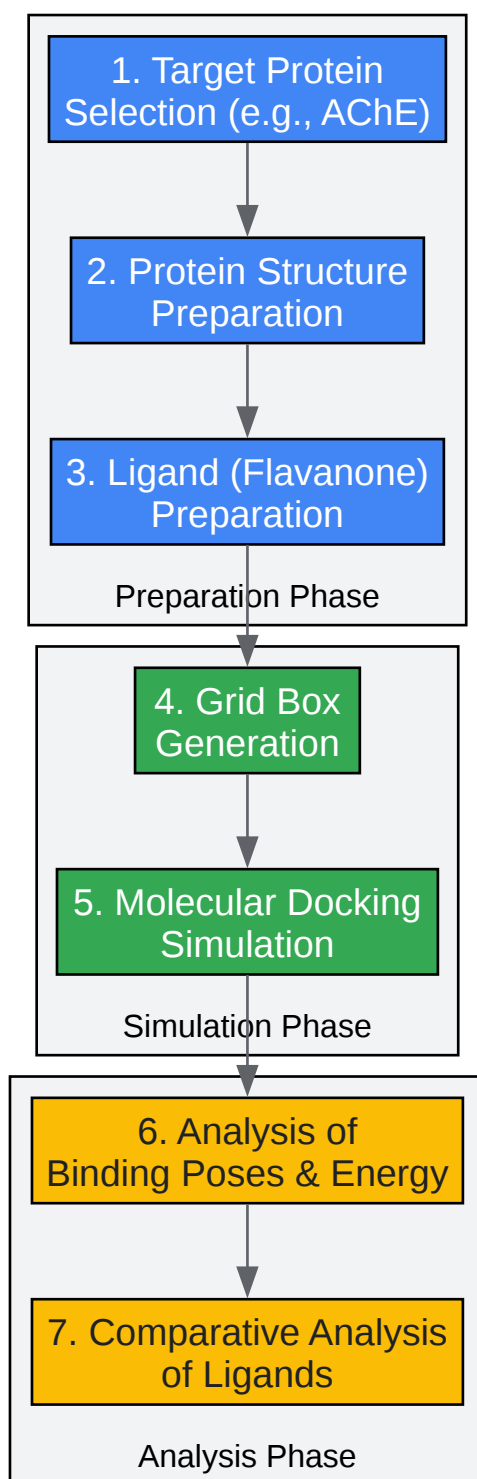 1. Target Protein
Selection (e.g., AChE)
2. Protein Structure
Preparation
3. Ligand (Flavanone)
Preparation
Preparation Phase
4. Grid Box
Generation
5. Molecular Docking
Simulation
Simulation Phase
6. Analysis of
Binding Poses & Energy
7. Comparative Analysis
of Ligands
Analysis Phase